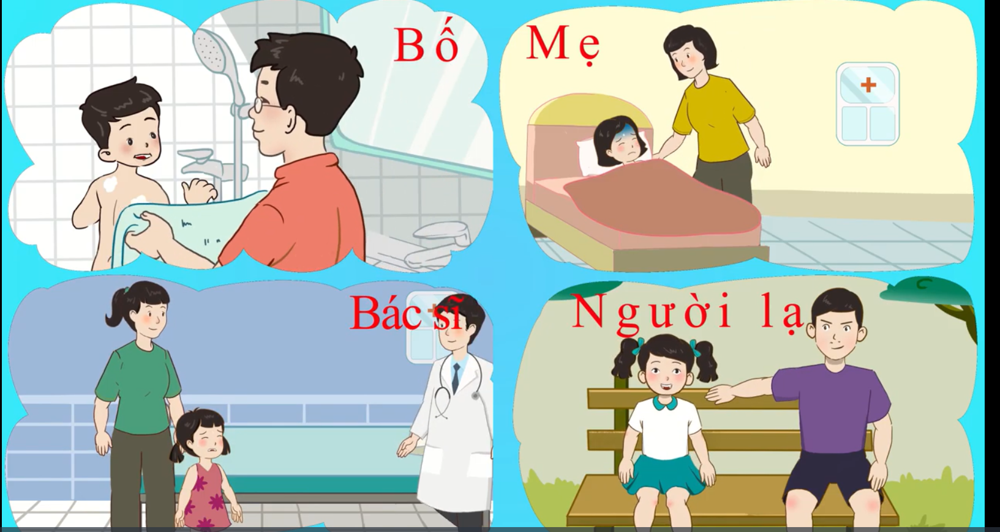 Bố
Mẹ
Bác sĩ
Người lạ